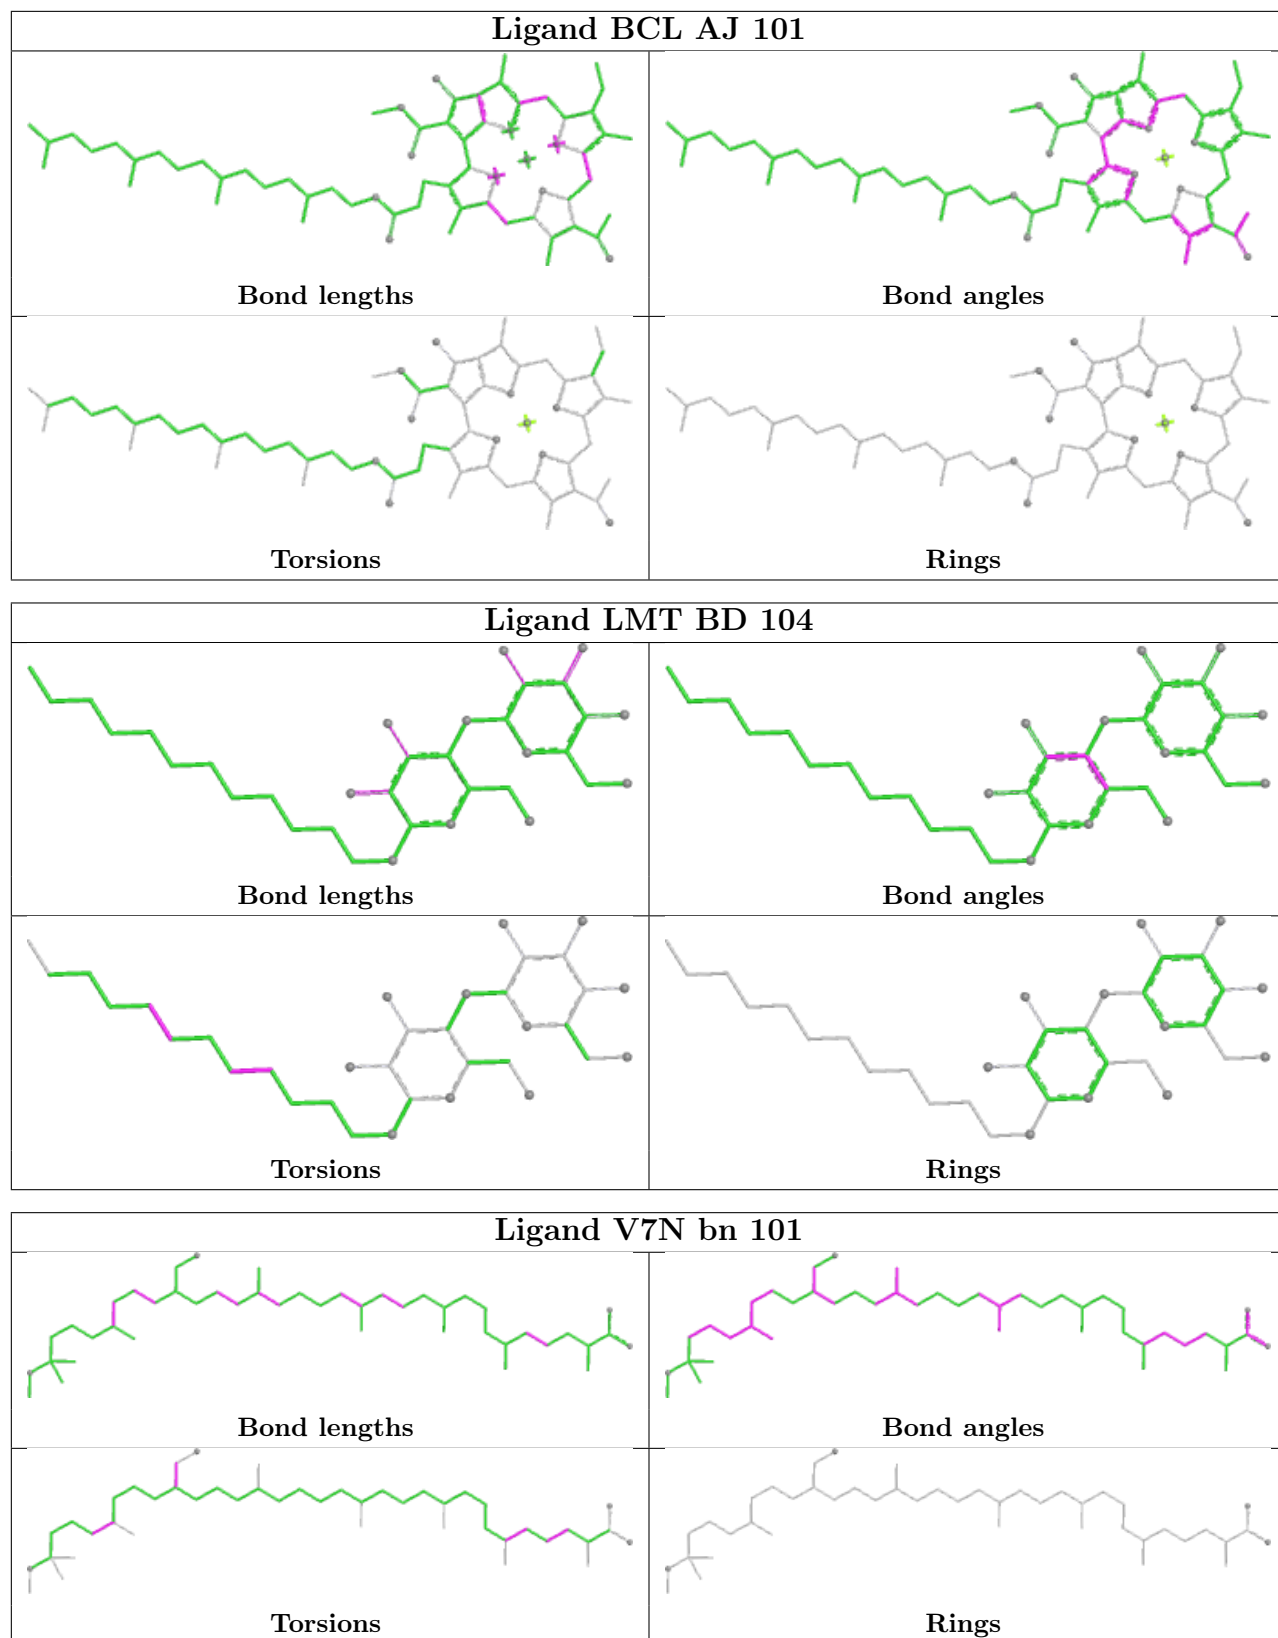 Ligand BCL AJ 101
Bond lengths
Bond angles
Torsions
Rings
Ligand LMT BD 104
Bond lengths
Bond angles
Torsions
Rings
Ligand V7N bn 101
Bond lengths
Bond angles
Torsions
Rings